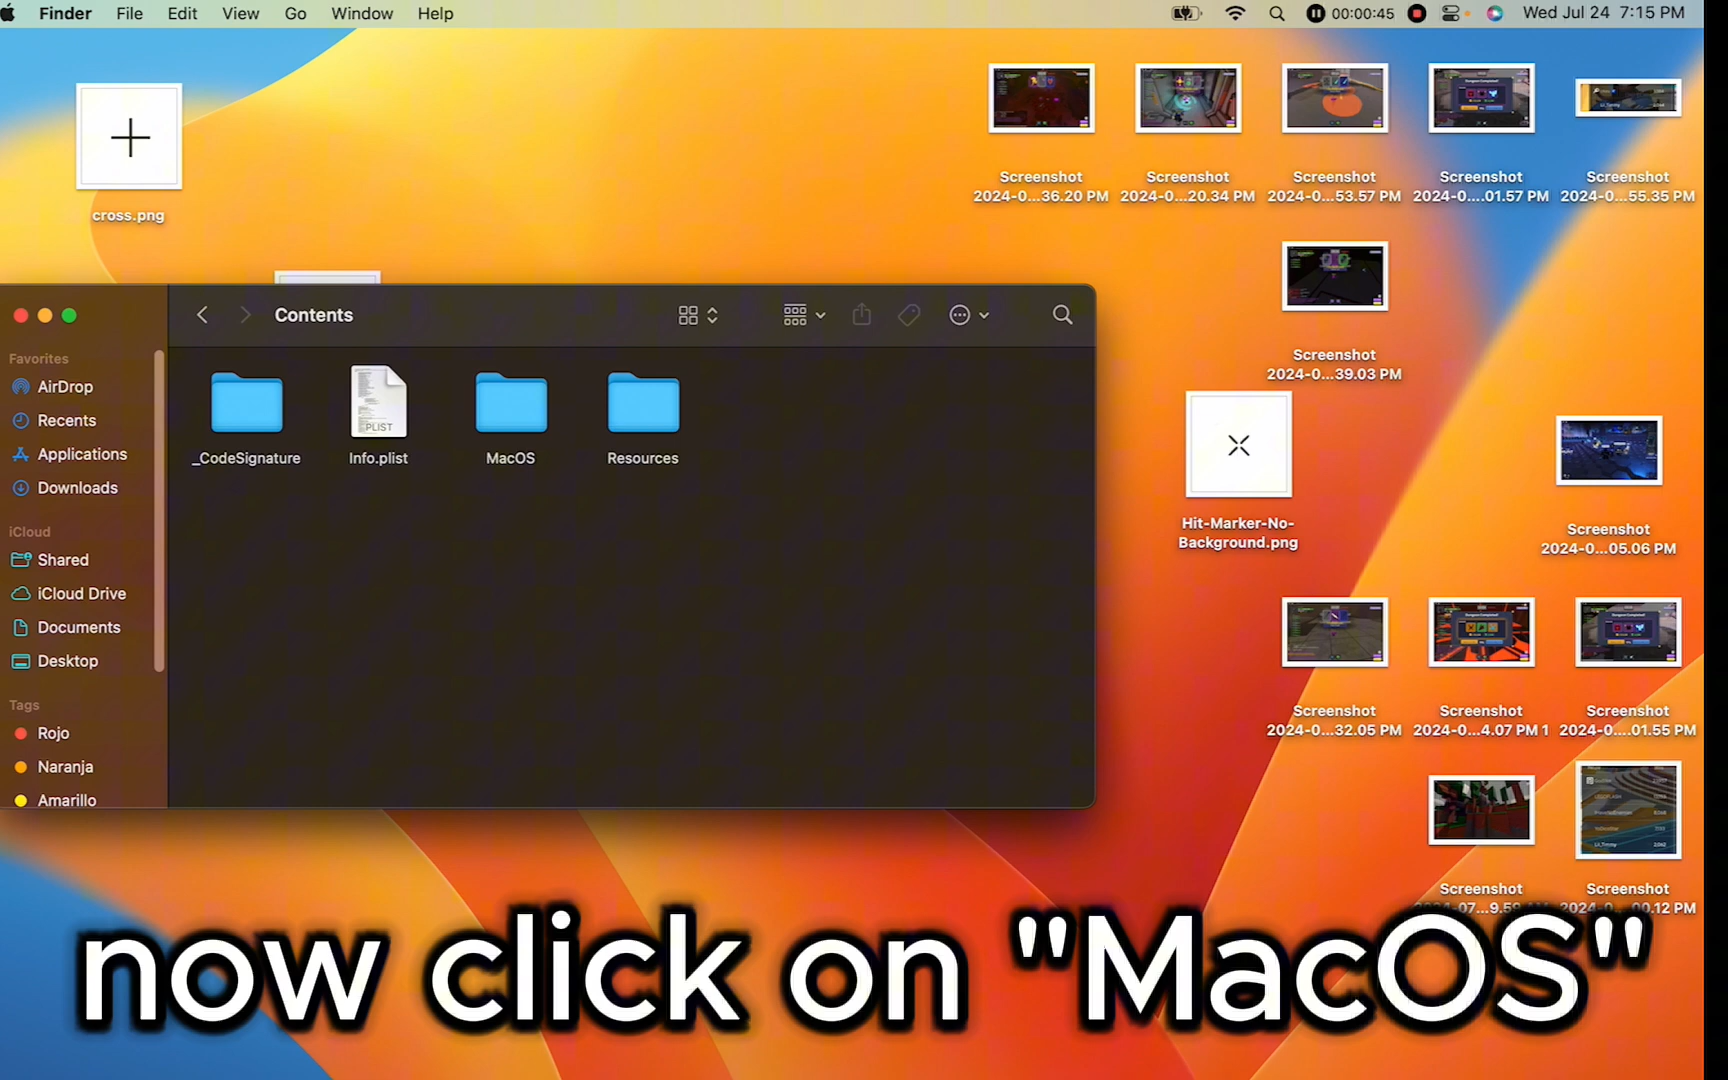 Finder File Edit View Go Window Help 00:00:45 Wed Jul 24 7:15 PM
cross.png
Screenshot
2024-0...36.20 PM
Screenshot
2024-0...20.34 PM
Screenshot
2024-0...53.57 PM
Screenshot
2024-0....01.57 PM
Screenshot
2024-0...55.35 PM
Screenshot
2024-0...39.03 PM
Contents
Favorites
AirDrop
Recents
Applications
Downloads
iCloud
Shared
iCloud Drive
Documents
Desktop
Tags
Rojo
Naranja
Amarillo
PLIST
_CodeSignature
Info.plist
MacOS
Resources
Hit-Marker-No-
Background.png
Screenshot
2024-0...05.06 PM
Screenshot
2024-0...32.05 PM
Screenshot
2024-0...4.07 PM 1
Screenshot
2024-0....01.55 PM
Screenshot
Screenshot
now click on "MacOS"